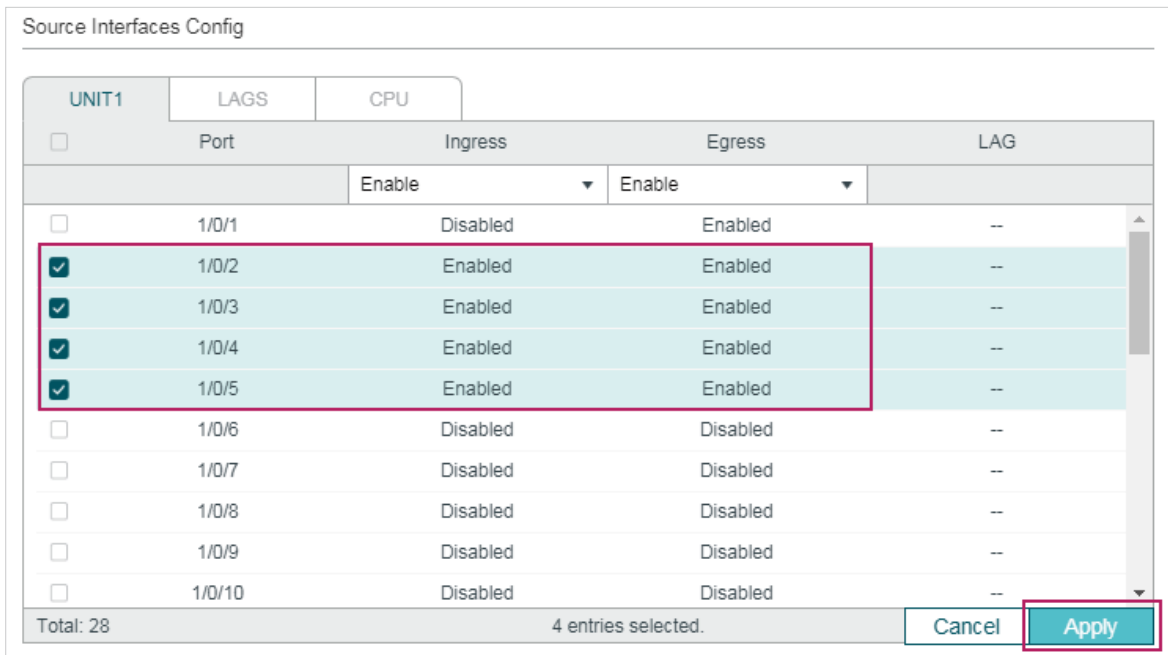 Source Interfaces Config
UNIT1 LAGS CPU
Port Ingress Egress LAG
Enable Enable
1/0/1 Disabled Enabled --
1/0/2 Enabled Enabled --
1/0/3 Enabled Enabled --
1/0/4 Enabled Enabled --
1/0/5 Enabled Enabled --
1/0/6 Disabled Disabled --
1/0/7 Disabled Disabled --
1/0/8 Disabled Disabled --
1/0/9 Disabled Disabled --
1/0/10 Disabled Disabled --
Total: 28 4 entries selected. Cancel Apply